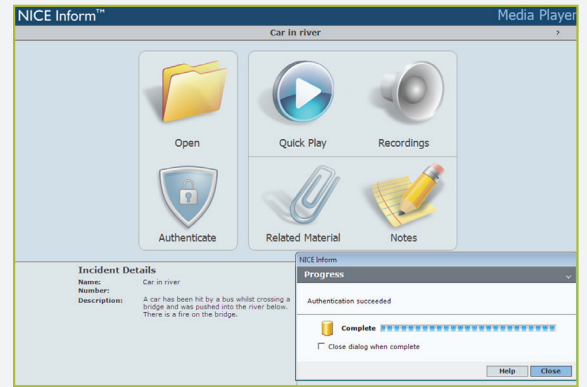 NICE Inform™ Media Player
Car in river ?
Open Quick Play Recordings
Authenticate Related Material Notes
Incident Details
Name: Car in river
Number:
Description: A car has been hit by a bus whilst crossing a
bridge and was pushed into the river below.
There is a fire on the bridge.
NICE Inform
Progress
Authentication succeeded
Complete
Close dialog when complete
Help Close